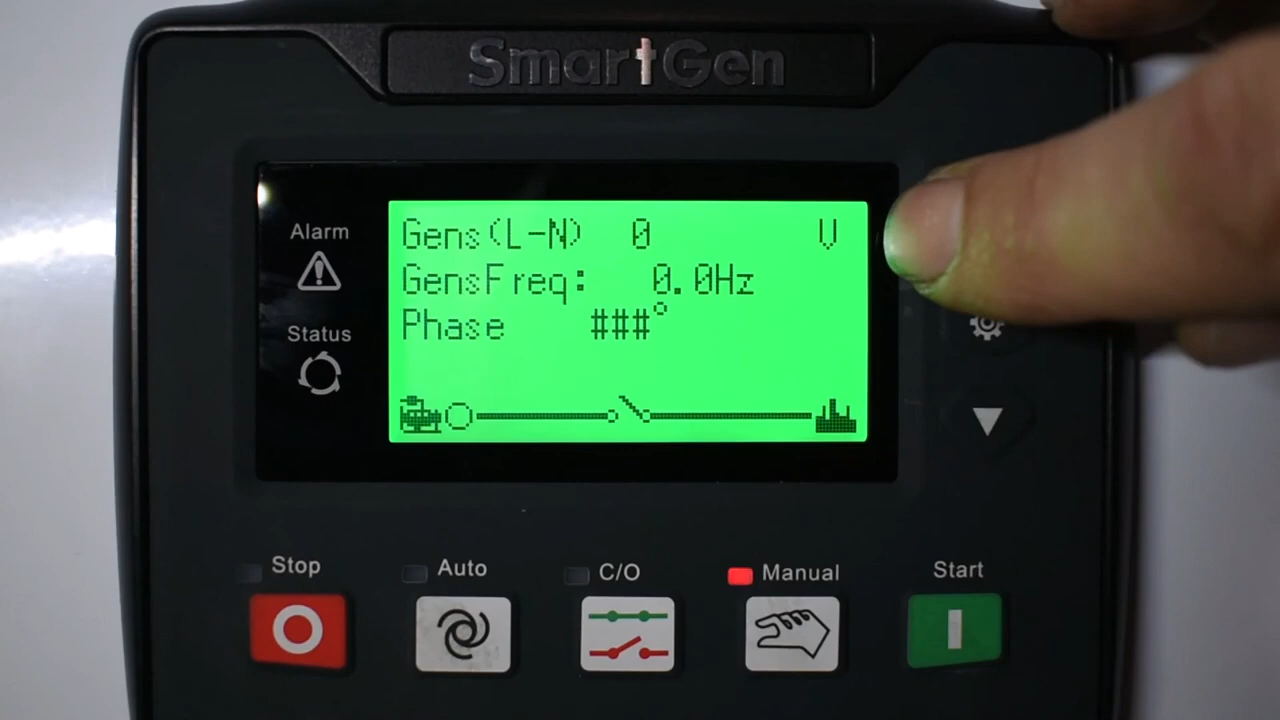 SmartGen
Alarm
Status
Gens(L-N) 0 V
GensFreq: 0.0Hz
Phase ###°
Stop
Auto
C/O
Manual
Start